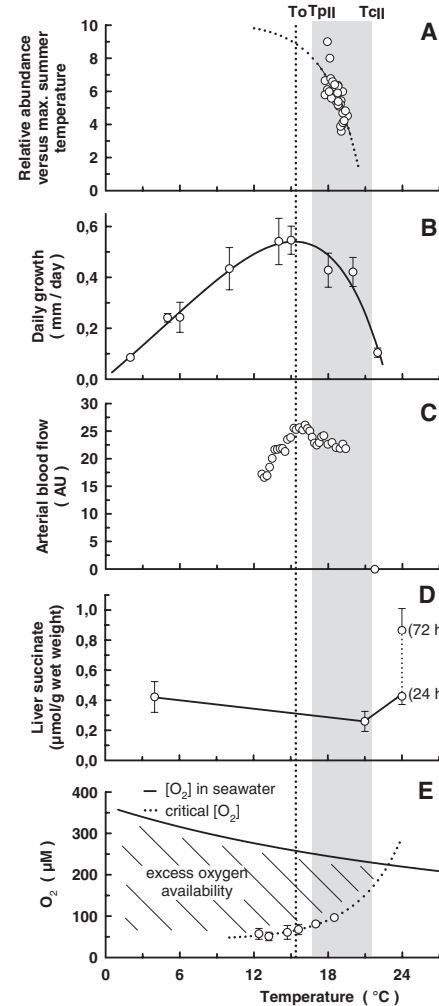 To TpII TcII
A
Relative abundance
versus max. summer
temperature
10
8
6
4
2
0
B
Daily growth
( mm / day )
0,6
0,4
0,2
0,0
C
Arterial blood flow
( AU )
30
25
20
15
10
5
0
D
Liver succinate
(µmol/g wet weight)
1,0
0,8
0,6
0,4
0,2
0,0
(72 h
(24 h
E
O2 ( µM )
400
300
200
100
0
[O2] in seawater
critical [O2]
excess oxygen
availability
0 6 12 18 24
Temperature ( °C )